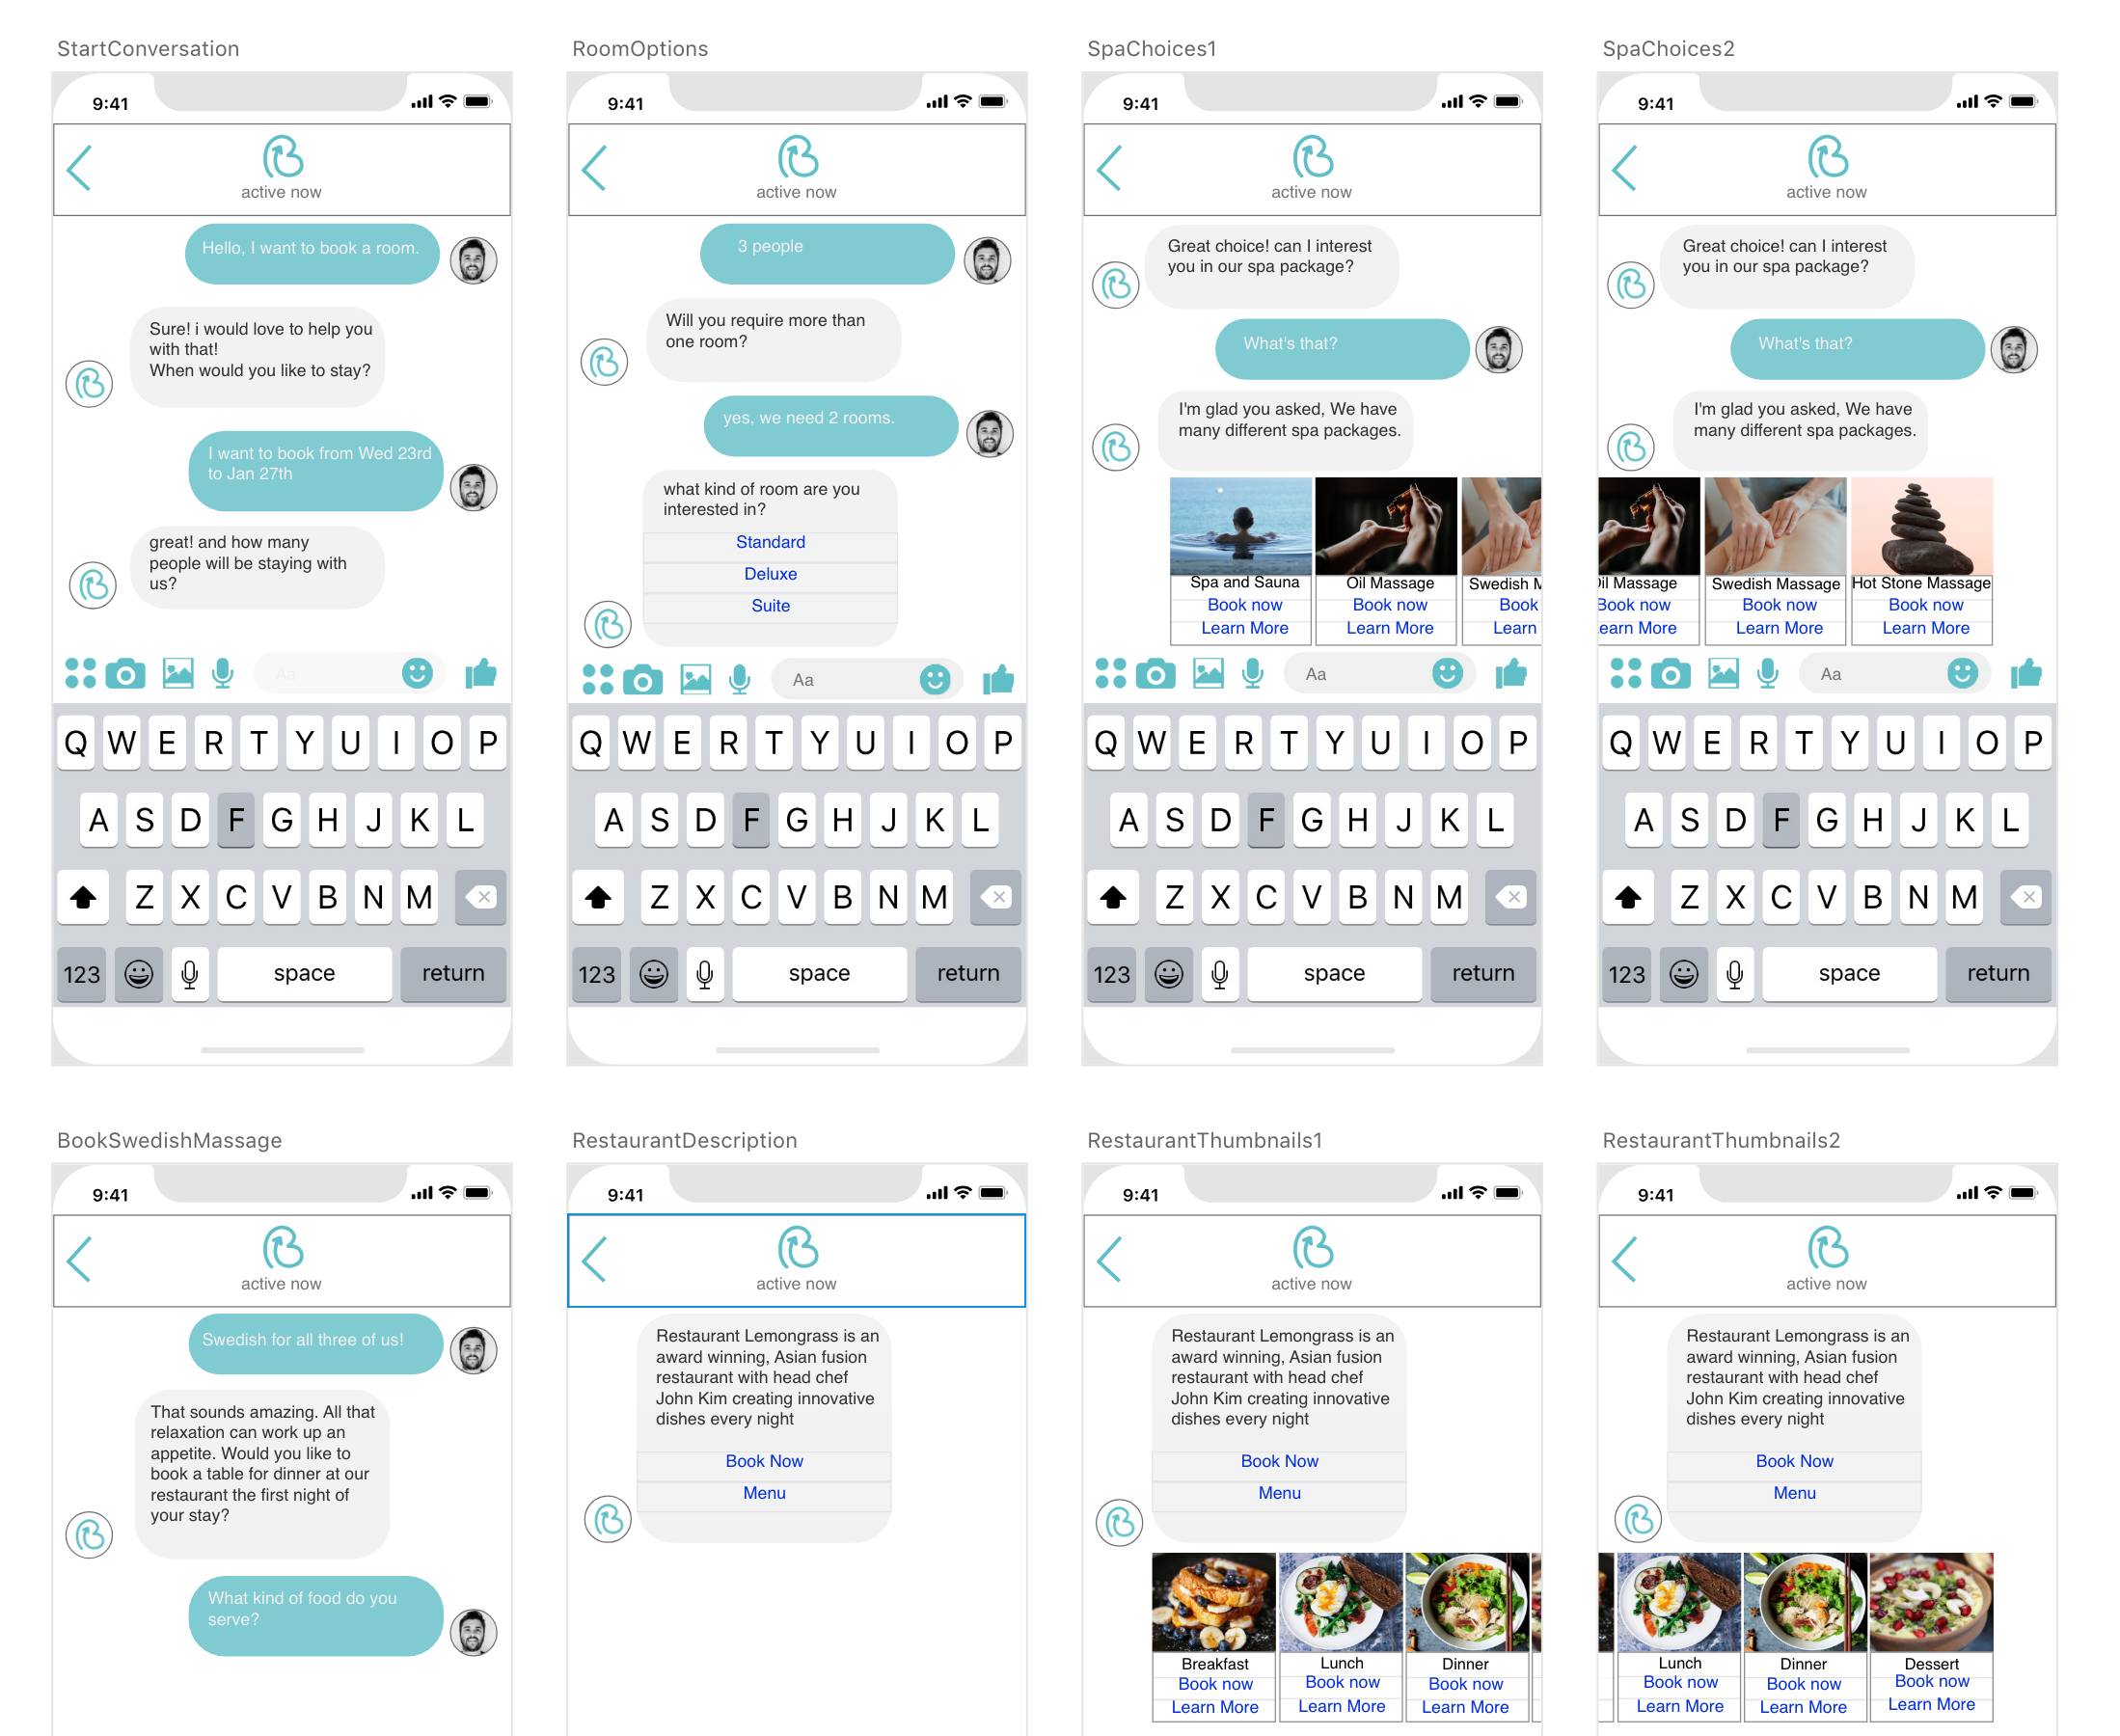 StartConversation
9:41
active now
Hello, I want to book a room.
Sure! i would love to help you
with that!
When would you like to stay?
I want to book from Wed 23rd
to Jan 27th
great! and how many
people will be staying with
us?
Aa
Q W E R T Y U I O P
A S D F G H J K L
Z X C V B N M
123 space return
RoomOptions
9:41
active now
3 people
Will you require more than
one room?
yes, we need 2 rooms.
what kind of room are you
interested in?
Standard
Deluxe
Suite
Aa
Q W E R T Y U I O P
A S D F G H J K L
Z X C V B N M
123 space return
SpaChoices1
9:41
active now
Great choice! can I interest
you in our spa package?
What's that?
I'm glad you asked, We have
many different spa packages.
Spa and Sauna Oil Massage Swedish M
Book now Book now Book
Learn More Learn More Learn
Aa
Q W E R T Y U I O P
A S D F G H J K L
Z X C V B N M
123 space return
SpaChoices2
9:41
active now
Great choice! can I interest
you in our spa package?
What's that?
I'm glad you asked, We have
many different spa packages.
il Massage Swedish Massage Hot Stone Massage
Book now Book now Book now
earn More Learn More Learn More
Aa
Q W E R T Y U I O P
A S D F G H J K L
Z X C V B N M
123 space return
BookSwedishMassage
9:41
active now
Swedish for all three of us!
That sounds amazing. All that
relaxation can work up an
appetite. Would you like to
book a table for dinner at our
restaurant the first night of
your stay?
What kind of food do you
serve?
RestaurantDescription
9:41
active now
Restaurant Lemongrass is an
award winning, Asian fusion
restaurant with head chef
John Kim creating innovative
dishes every night
Book Now
Menu
RestaurantThumbnails1
9:41
active now
Restaurant Lemongrass is an
award winning, Asian fusion
restaurant with head chef
John Kim creating innovative
dishes every night
Book Now
Menu
Breakfast Lunch Dinner
Book now Book now Book now
Learn More Learn More Learn More
RestaurantThumbnails2
9:41
active now
Restaurant Lemongrass is an
award winning, Asian fusion
restaurant with head chef
John Kim creating innovative
dishes every night
Book Now
Menu
Lunch Dinner Dessert
Book now Book now Book now
Learn More Learn More Learn More